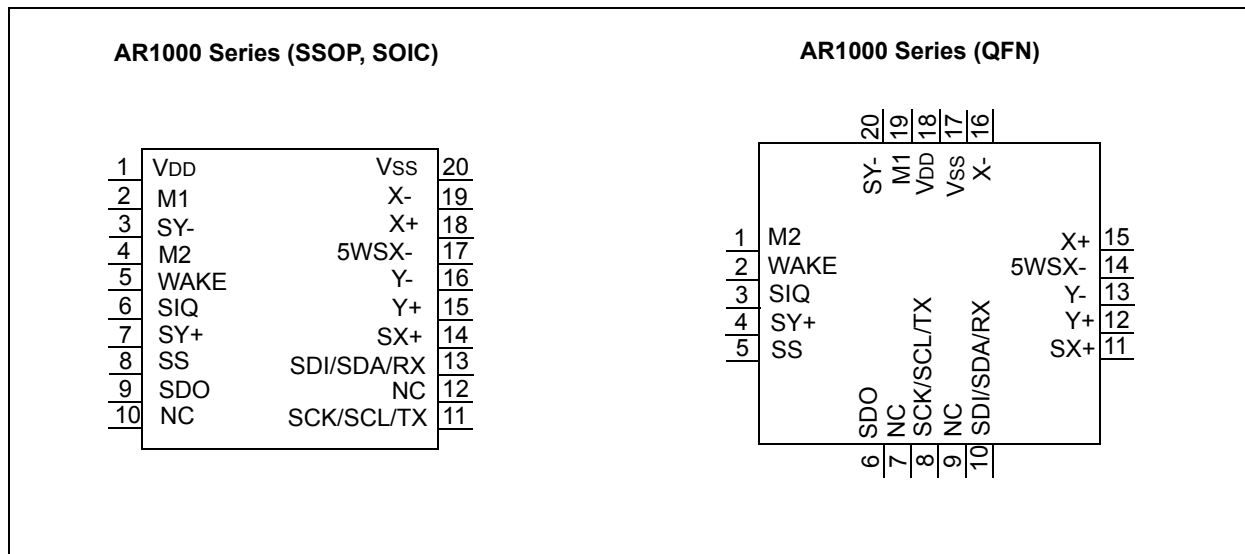 AR1000 Series (SSOP, SOIC)
1 VDD VSS 20
2 M1 X- 19
3 SY- X+ 18
4 M2 5WSX- 17
5 WAKE Y- 16
6 SIQ Y+ 15
7 SY+ SX+ 14
8 SS SDI/SDA/RX 13
9 SDO NC 12
10 NC SCK/SCL/TX 11
AR1000 Series (QFN)
20 19 18 17 16
SY- M1 VDD VSS X-
1 M2
2 WAKE
3 SIQ
4 SY+
5 SS
X+ 15
5WSX- 14
Y- 13
Y+ 12
SX+ 11
SDO NC SCK/SCL/TX NC SDI/SDA/RX
6 7 8 9 10